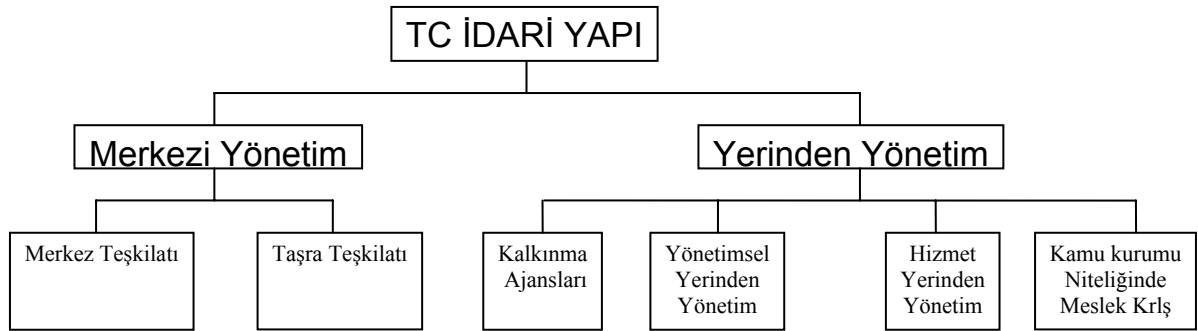 TC İDARİ YAPI
Merkezi Yönetim
Yerinden Yönetim
Merkez Teşkilatı
Taşra Teşkilatı
Kalkınma
Ajansları
Yönetimsel
Yerinden
Yönetim
Hizmet
Yerinden
Yönetim
Kamu kurumu
Niteliğinde
Meslek Krlş